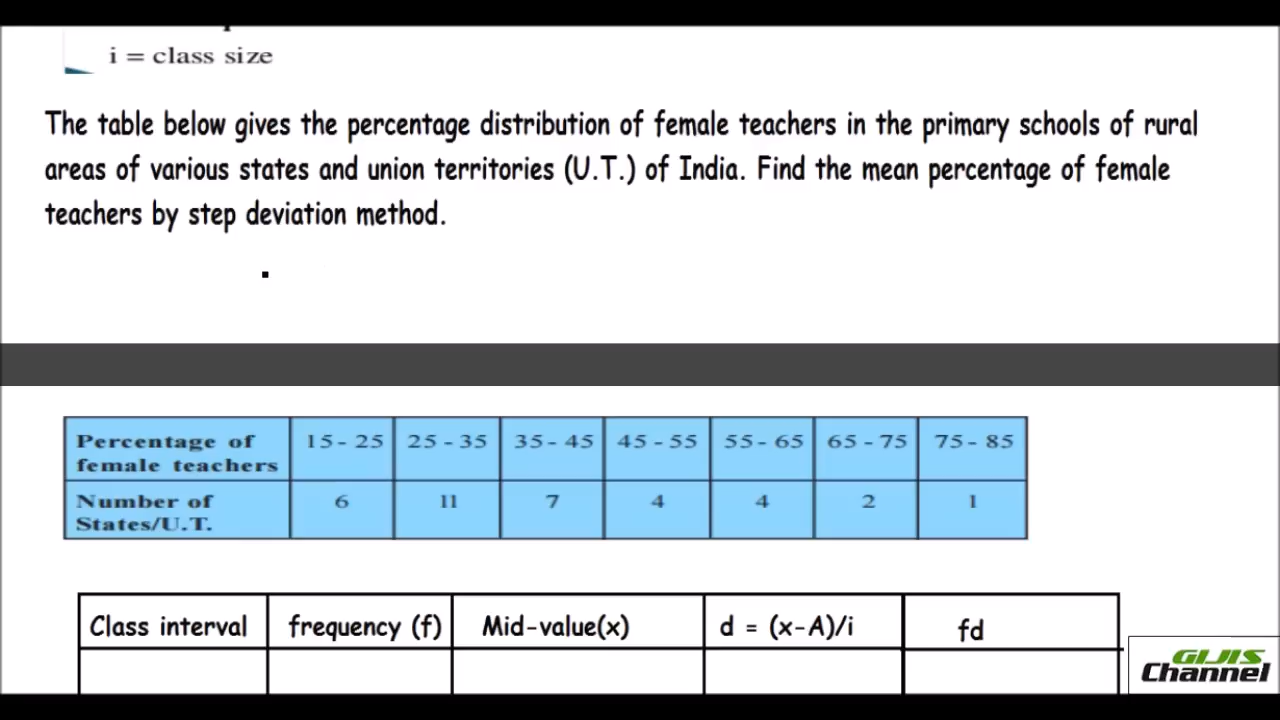 i = class size
The table below gives the percentage distribution of female teachers in the primary schools of rural
areas of various states and union territories (U.T.) of India. Find the mean percentage of female
teachers by step deviation method.
Percentage of female teachers 15 - 25 25 - 35 35 - 45 45 - 55 55 - 65 65 - 75 75 - 85
Number of States/U.T. 6 11 7 4 4 2 1
Class interval frequency (f) Mid-value(x) d = (x-A)/i fd
GIJIS
Channel